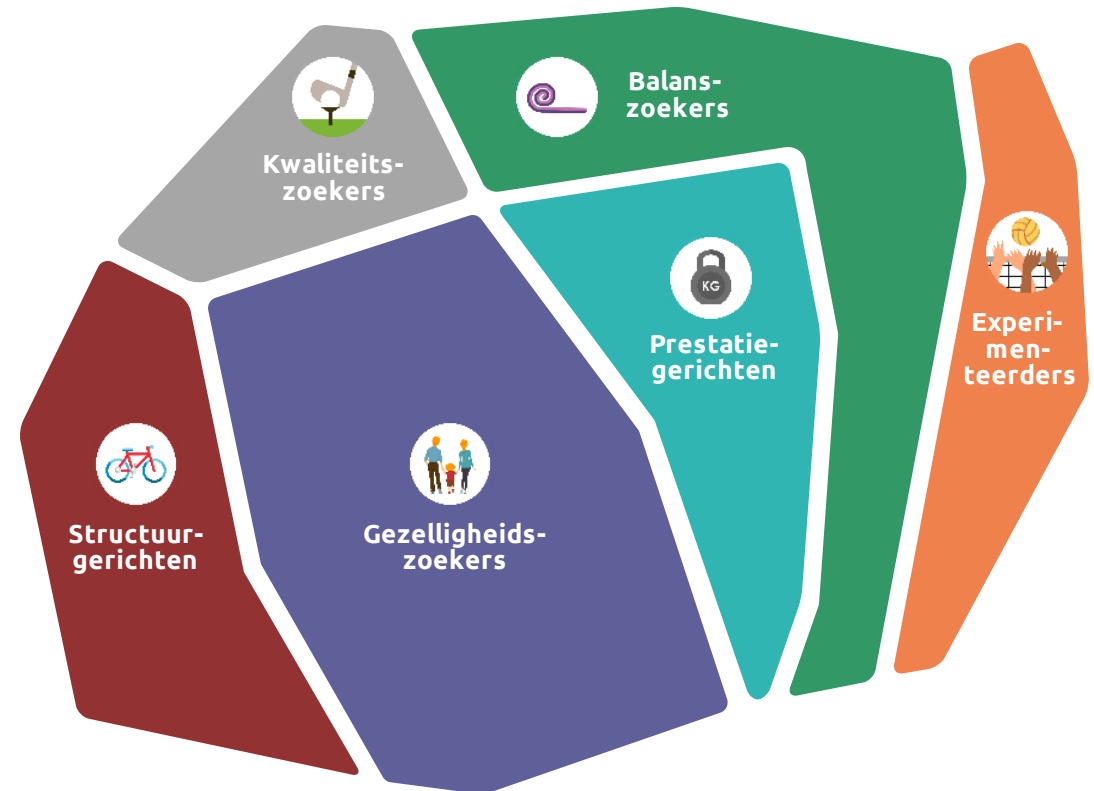 Balans-
zoekers
Kwaliteits-
zoekers
KG
Prestatie-
gerichten
Experi-
men-
teerders
Structuur-
gerichten
Gezelligheids-
zoekers